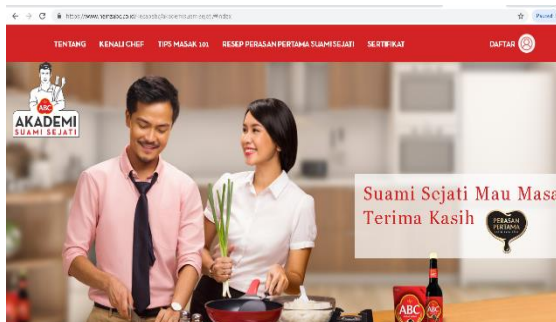 TENTANG KENALI CHEF TIPS MASAK 101 RESEP PERASAN PERTAMA SUAMI SEJATI SERTIFIKAT DAFTAR
ABC
AKADEMI
SUAMI SEJATI
Suami Sejati Mau Masa
Terima Kasih
PERASAN
PERTAMA
ABC
ABC